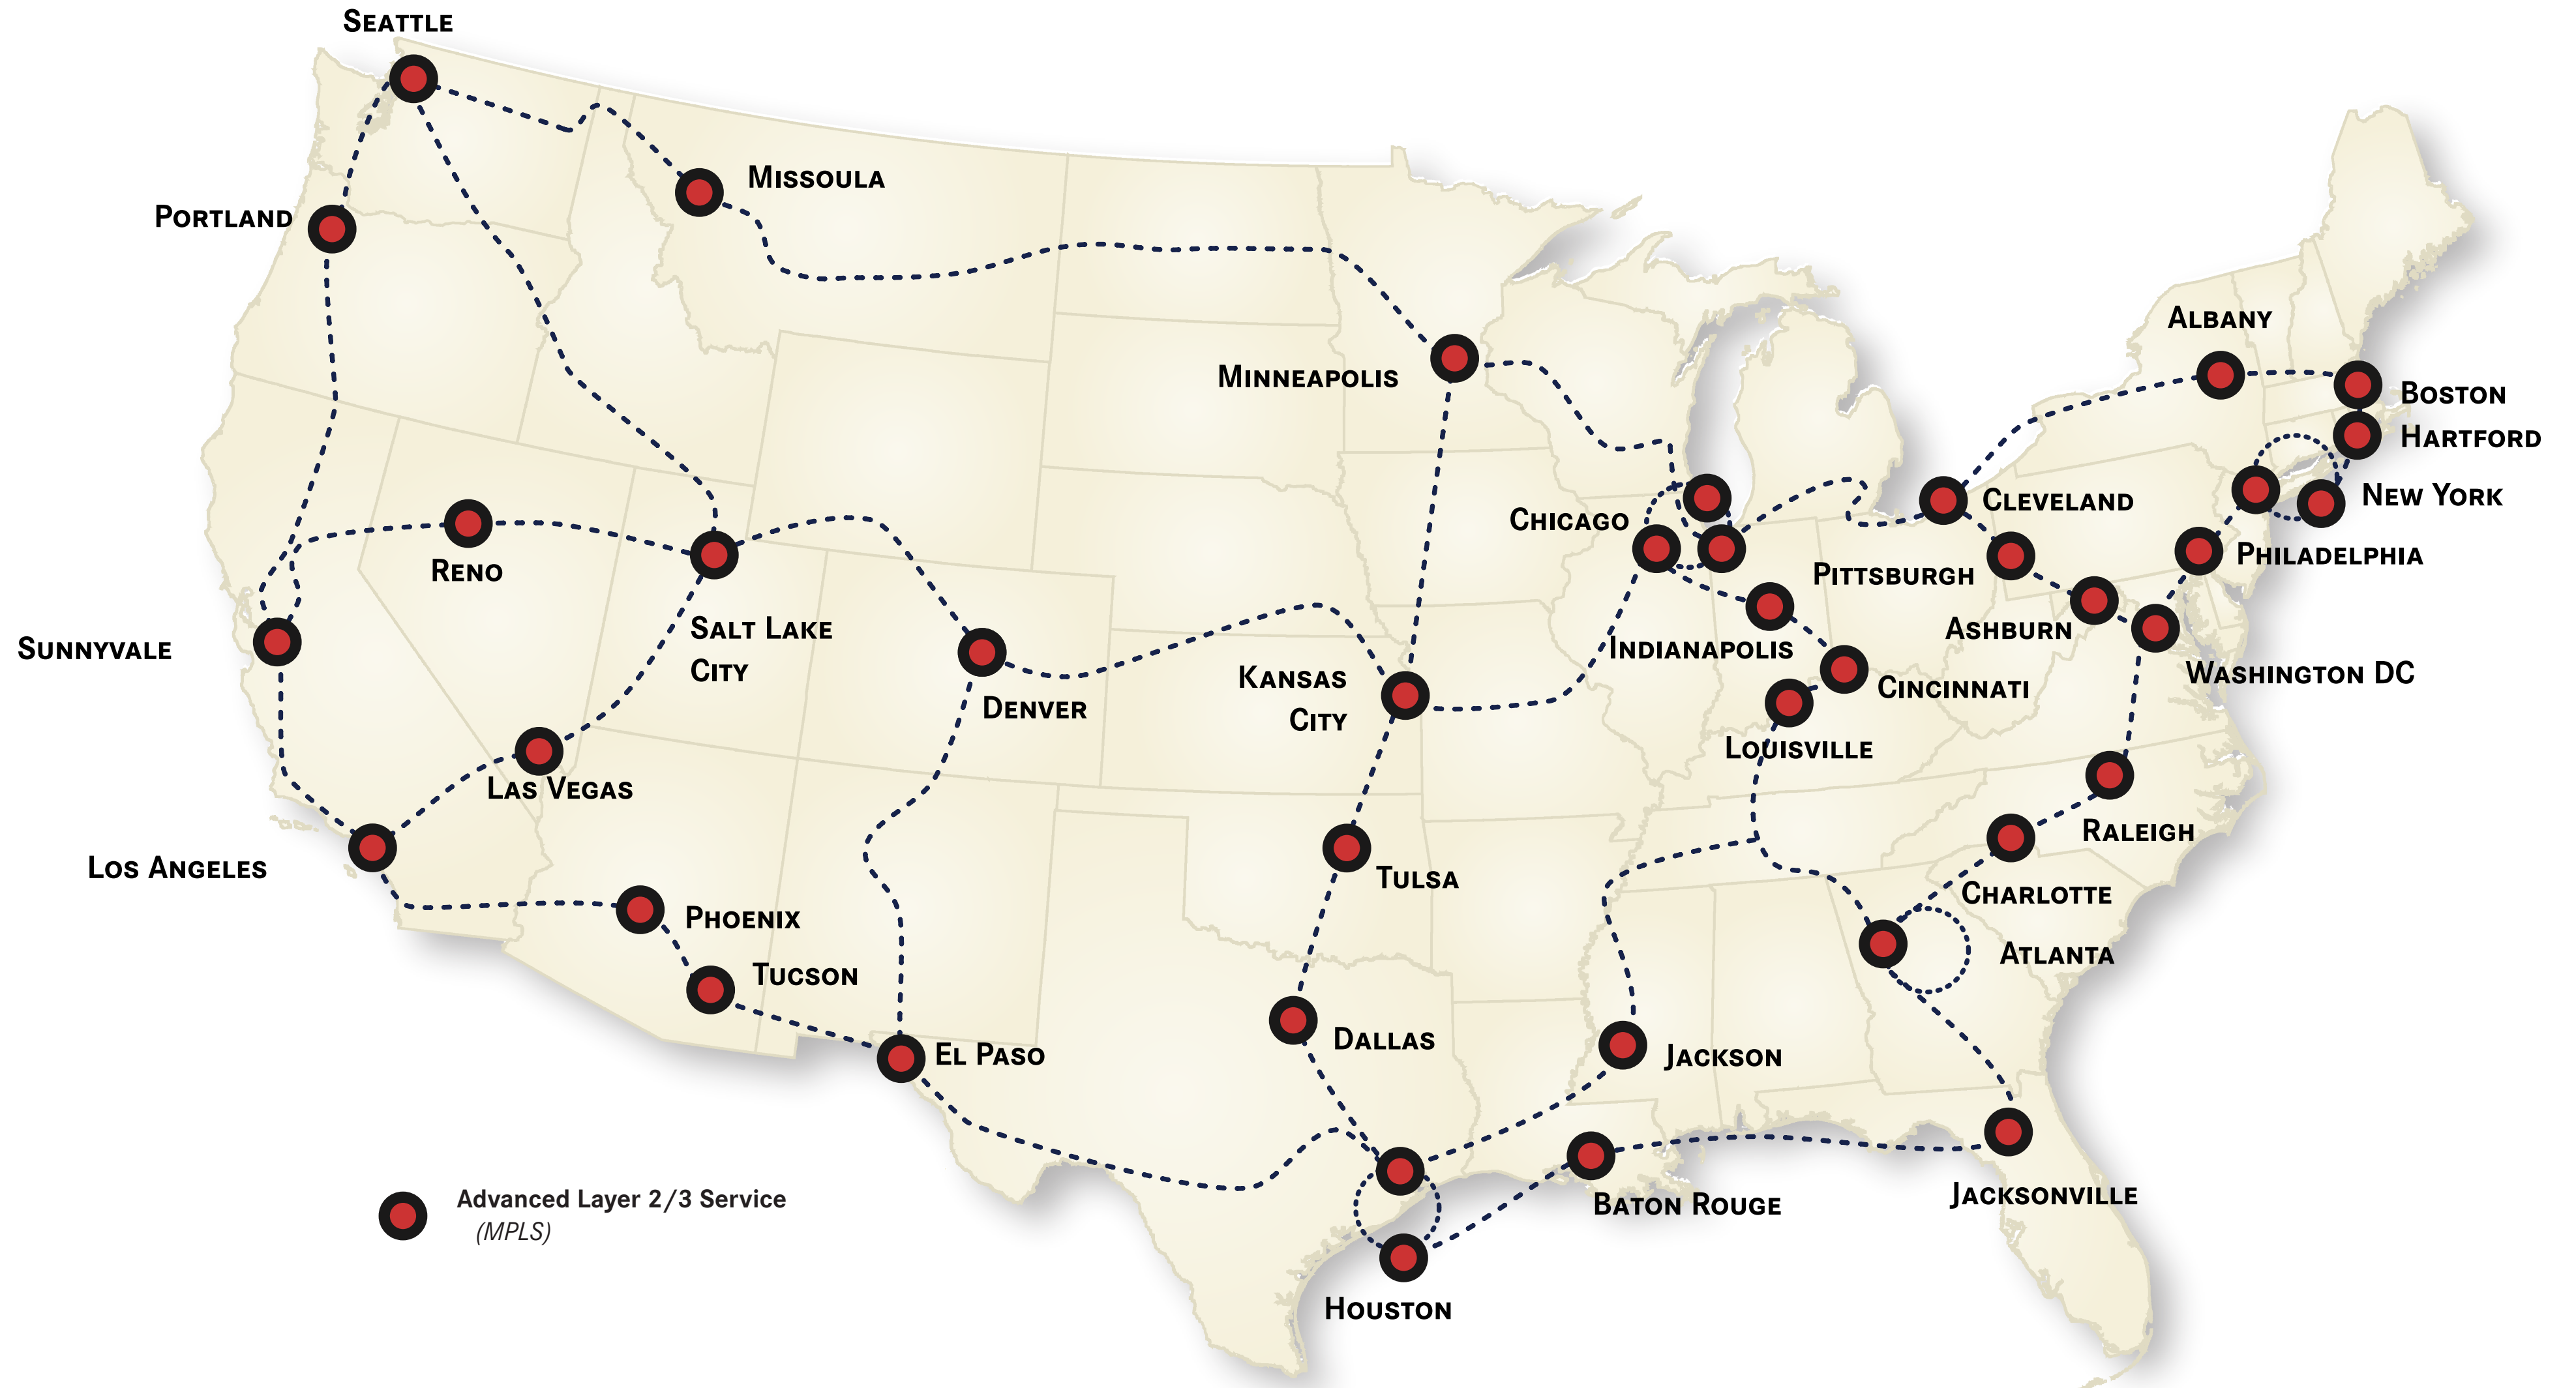 Seattle
Missoula
Portland
Albany
Minneapolis
Boston
Hartford
New York
Cleveland
Chicago
Philadelphia
Reno
Pittsburgh
Salt Lake
City
Ashburn
Sunnyvale
Indianapolis
Washington DC
Kansas
City
Cincinnati
Denver
Louisville
Las Vegas
Raleigh
Los Angeles
Tulsa
Charlotte
Phoenix
Atlanta
Tucson
Dallas
El Paso
Jackson
Jacksonville
Advanced Layer 2/3 Service
(MPLS)
Baton Rouge
Houston